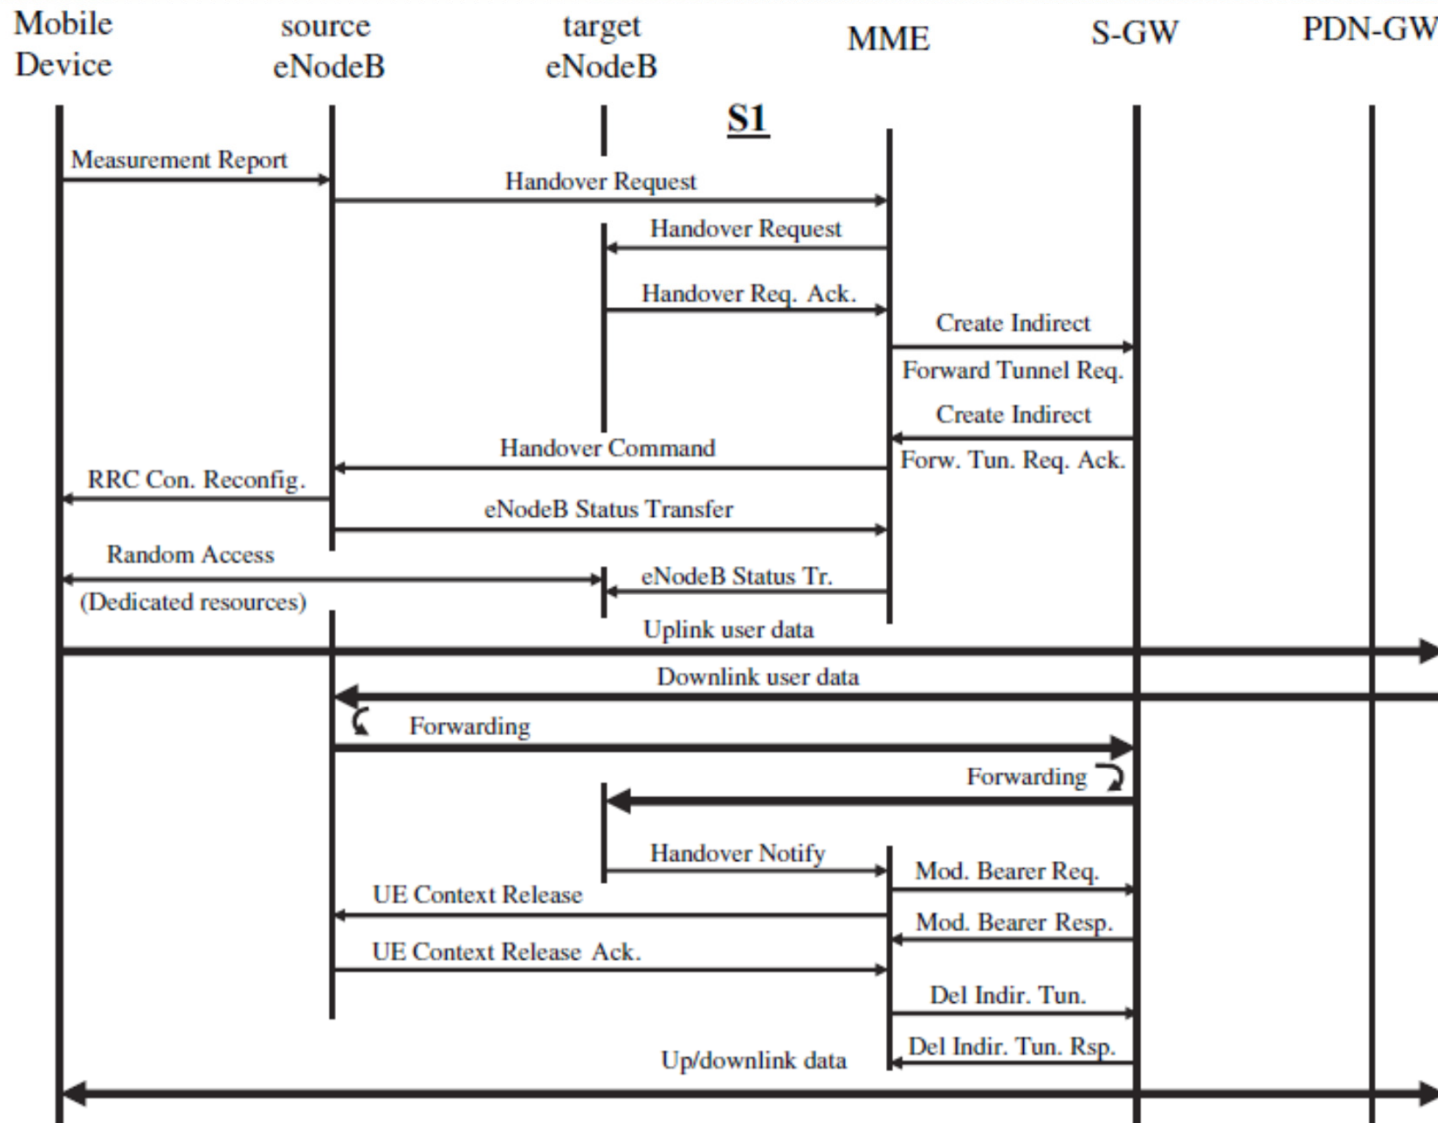 Mobile
Device
source
eNodeB
target
eNodeB
MME
S-GW
PDN-GW
S1
Measurement Report
Handover Request
Handover Request
Handover Req. Ack.
Create Indirect
Forward Tunnel Req.
Create Indirect
Forw. Tun. Req. Ack.
Handover Command
RRC Con. Reconfig.
eNodeB Status Transfer
Random Access
(Dedicated resources)
eNodeB Status Tr.
Uplink user data
Downlink user data
Forwarding
Forwarding
Handover Notify
Mod. Bearer Req.
UE Context Release
Mod. Bearer Resp.
UE Context Release Ack.
Del Indir. Tun.
Del Indir. Tun. Rsp.
Up/downlink data